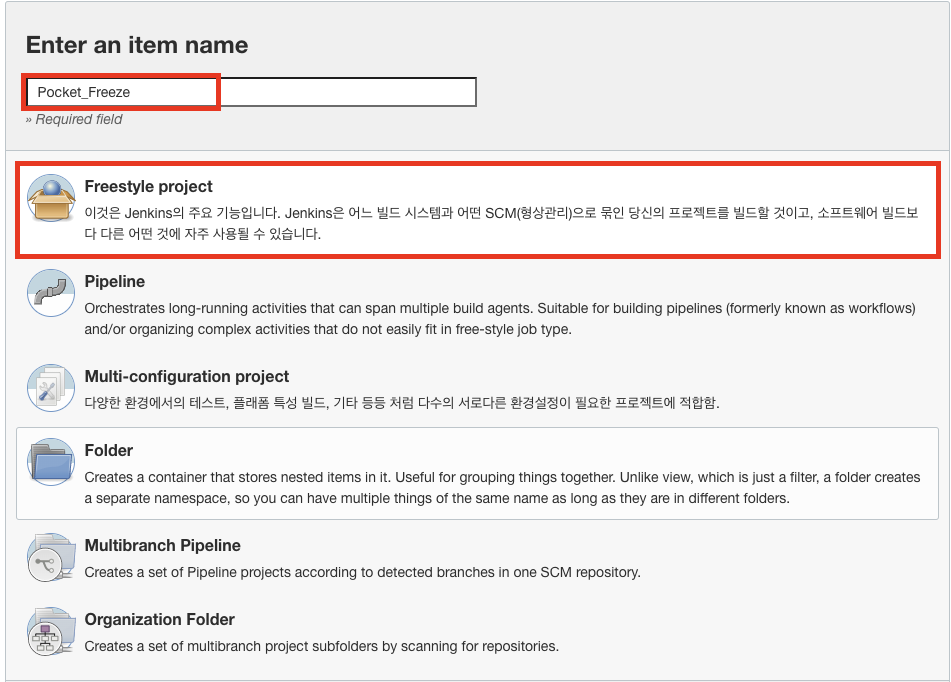 Enter an item name
Pocket_Freeze
» Required field
Freestyle project
이것은 Jenkins의 주요 기능입니다. Jenkins은 어느 빌드 시스템과 어떤 SCM(형상관리)으로 묶인 당신의 프로젝트를 빌드할 것이고, 소프트웨어 빌드보
다 다른 어떤 것에 자주 사용될 수 있습니다.
Pipeline
Orchestrates long-running activities that can span multiple build agents. Suitable for building pipelines (formerly known as workflows)
and/or organizing complex activities that do not easily fit in free-style job type.
Multi-configuration project
다양한 환경에서의 테스트, 플래폼 특성 빌드, 기타 등등 처럼 다수의 서로다른 환경설정이 필요한 프로젝트에 적합함.
Folder
Creates a container that stores nested items in it. Useful for grouping things together. Unlike view, which is just a filter, a folder creates
a separate namespace, so you can have multiple things of the same name as long as they are in different folders.
Multibranch Pipeline
Creates a set of Pipeline projects according to detected branches in one SCM repository.
Organization Folder
Creates a set of multibranch project subfolders by scanning for repositories.